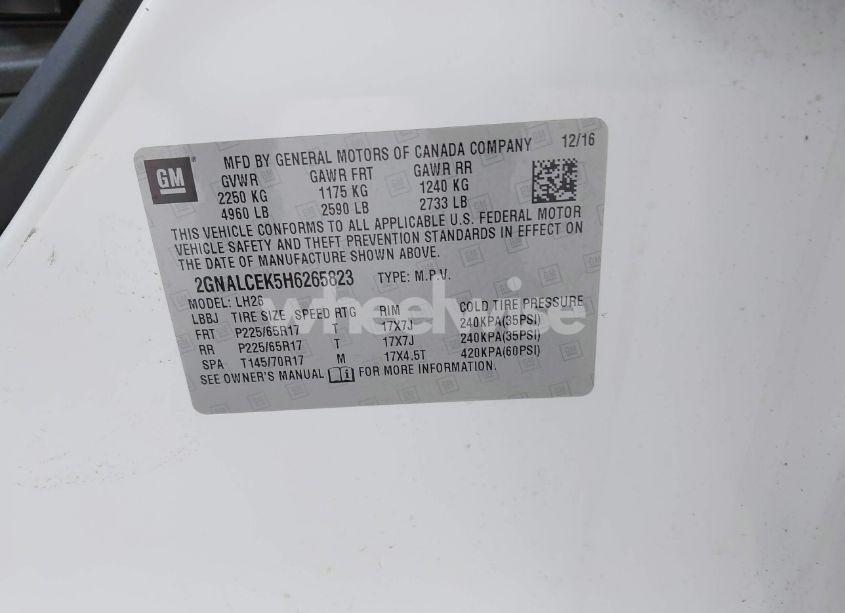 GM
MFD BY GENERAL MOTORS OF CANADA COMPANY 12/16
GVWR GAWR FRT GAWR RR
2250 KG 1175 KG 1240 KG
4960 LB 2590 LB 2733 LB
THIS VEHICLE CONFORMS TO ALL APPLICABLE U.S. FEDERAL MOTOR
VEHICLE SAFETY AND THEFT PREVENTION STANDARDS IN EFFECT ON
THE DATE OF MANUFACTURE SHOWN ABOVE.
2GNALCEK5H6265823 TYPE: M.P.V.
MODEL: LH26
LBBJ TIRE SIZE SPEED RTG RIM COLD TIRE PRESSURE
FRT P225/65R17 T 17X7J 240KPA(35PSI)
RR P225/65R17 T 17X7J 240KPA(35PSI)
SPA T145/70R17 M 17X4.5T 420KPA(60PSI)
SEE OWNER'S MANUAL FOR MORE INFORMATION.
wheelwise